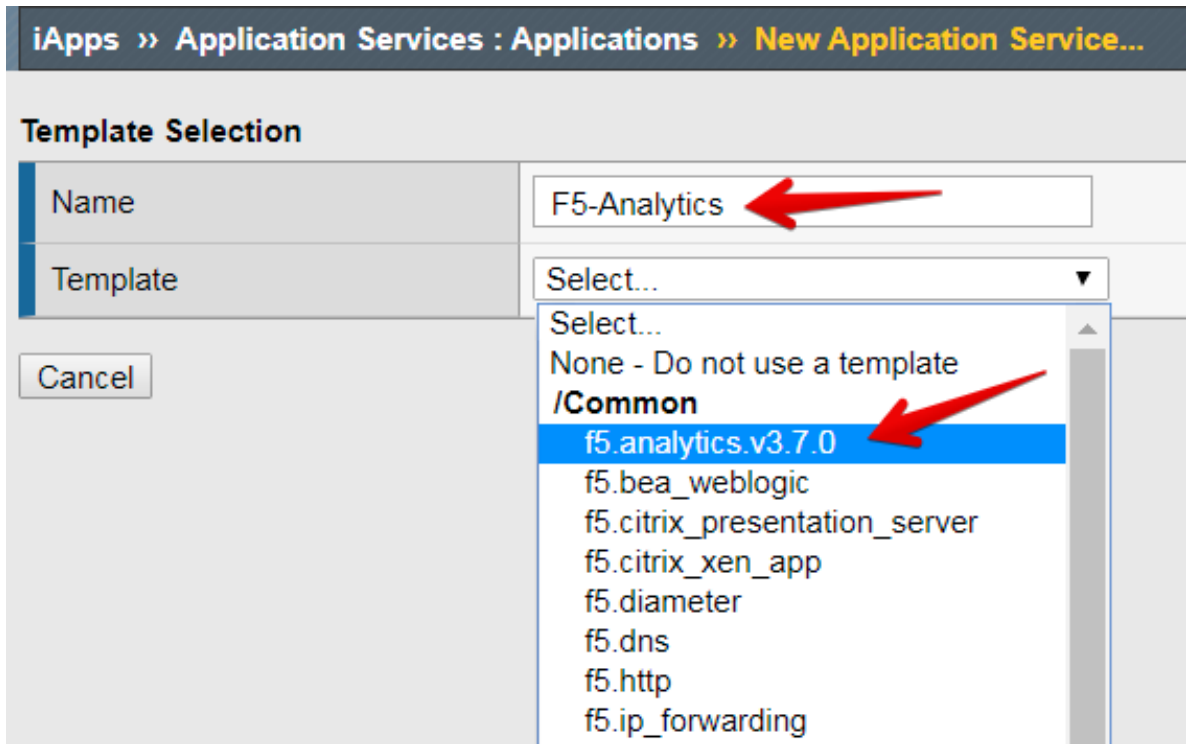 iApps ›› Application Services : Applications ›› New Application Service...
Template Selection
Name F5-Analytics
Template Select...
Select...
None - Do not use a template
/Common
f5.analytics.v3.7.0
f5.bea_weblogic
f5.citrix_presentation_server
f5.citrix_xen_app
f5.diameter
f5.dns
f5.http
f5.ip_forwarding
Cancel